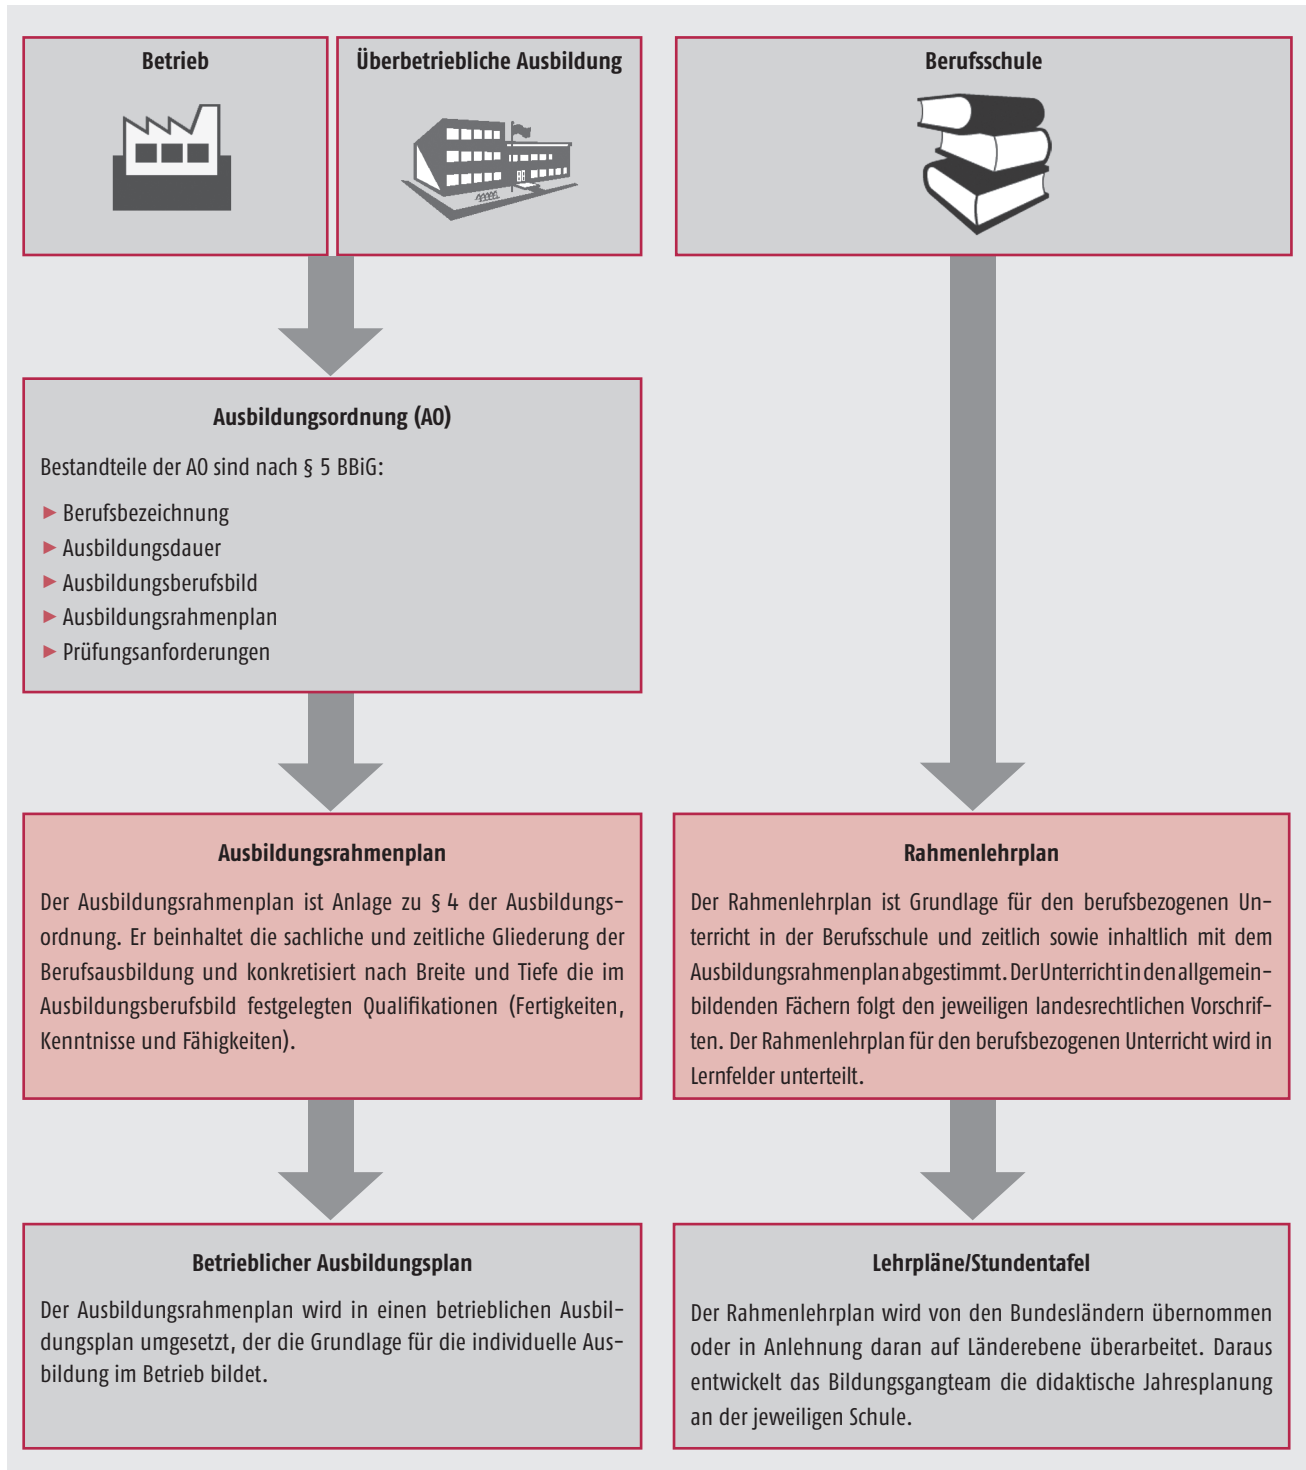 Betrieb
Überbetriebliche Ausbildung
Berufsschule
Ausbildungsordnung (AO)
Bestandteile der AO sind nach § 5 BBiG:
▶ Berufsbezeichnung
▶ Ausbildungsdauer
▶ Ausbildungsberufsbild
▶ Ausbildungsrahmenplan
▶ Prüfungsanforderungen
Ausbildungsrahmenplan
Der Ausbildungsrahmenplan ist Anlage zu § 4 der Ausbildungs-
ordnung. Er beinhaltet die sachliche und zeitliche Gliederung der
Berufsausbildung und konkretisiert nach Breite und Tiefe die im
Ausbildungsberufsbild festgelegten Qualifikationen (Fertigkeiten,
Kenntnisse und Fähigkeiten).
Rahmenlehrplan
Der Rahmenlehrplan ist Grundlage für den berufsbezogenen Un-
terricht in der Berufsschule und zeitlich sowie inhaltlich mit dem
Ausbildungsrahmenplan abgestimmt. Der Unterricht in den allgemein-
bildenden Fächern folgt den jeweiligen landesrechtlichen Vorschrif-
ten. Der Rahmenlehrplan für den berufsbezogenen Unterricht wird in
Lernfelder unterteilt.
Betrieblicher Ausbildungsplan
Der Ausbildungsrahmenplan wird in einen betrieblichen Ausbil-
dungsplan umgesetzt, der die Grundlage für die individuelle Aus-
bildung im Betrieb bildet.
Lehrpläne/Stundentafel
Der Rahmenlehrplan wird von den Bundesländern übernommen
oder in Anlehnung daran auf Länderebene überarbeitet. Daraus
entwickelt das Bildungsgangteam die didaktische Jahresplanung
an der jeweiligen Schule.